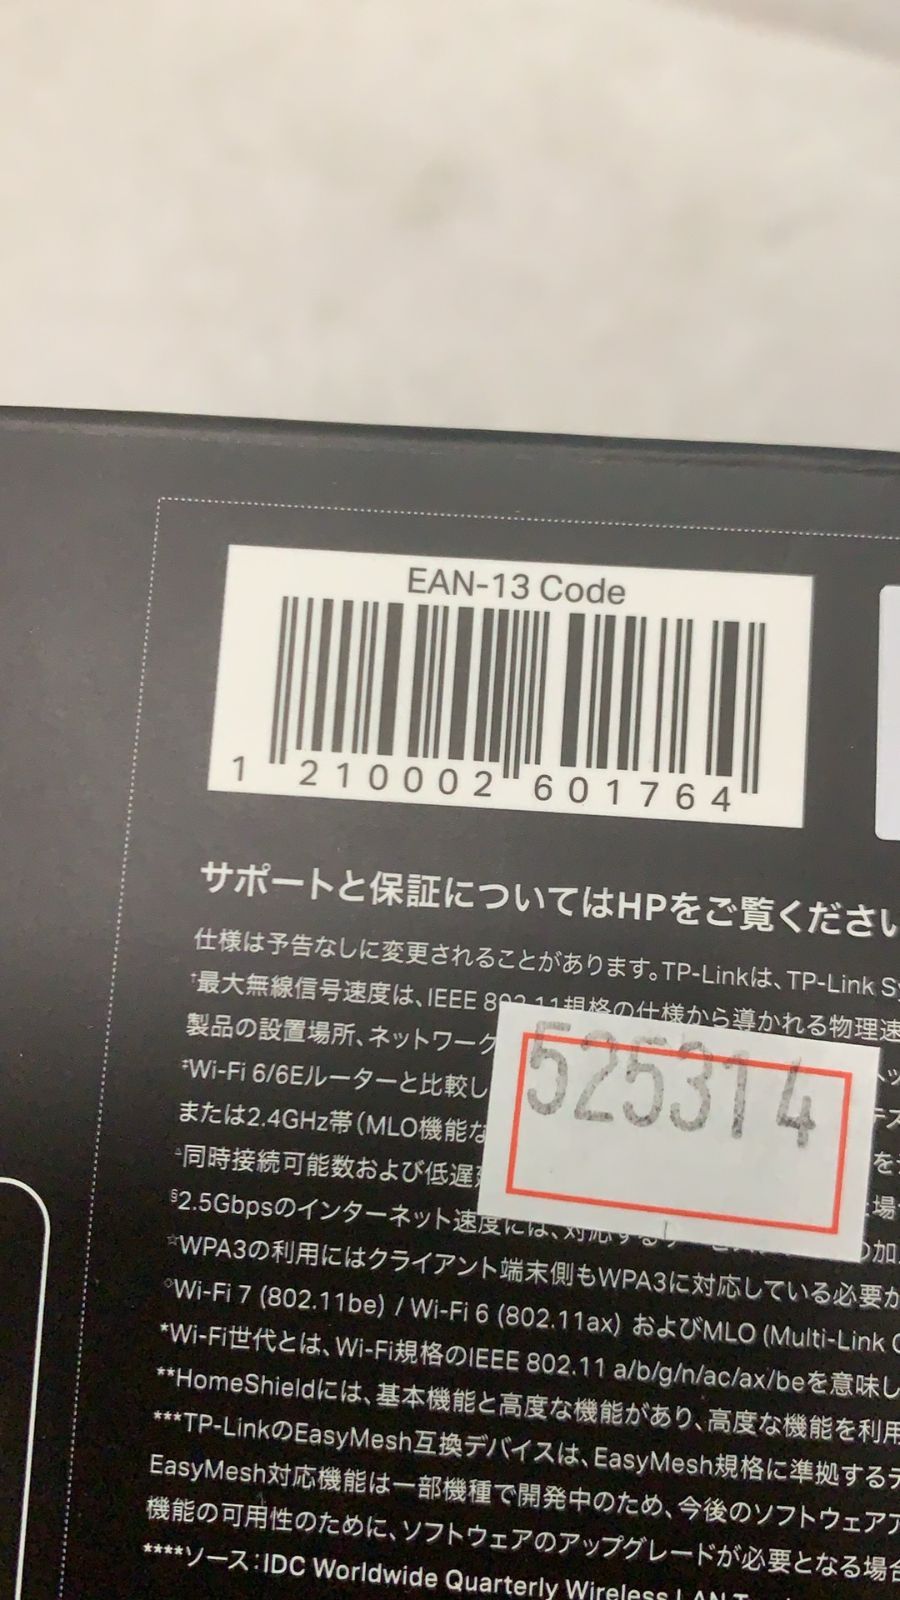 EAN-13 Code
1 210002 601764
サポートと保証についてはHPをご覧ください
仕様は予告なしに変更されることがあります。TP-Linkは、TP-Link Sy
†最大無線信号速度は、IEEE 802.11規格の仕様から導かれる物理速
製品の設置場所、ネットワーク
525314
‡Wi-Fi 6/6Eルーターと比較し
または2.4GHz帯（MLO機能な
同時接続可能数および低遅
§2.5Gbpsのインターネット速度には、対応する
☆WPA3の利用にはクライアント端末側もWPA3に対応している必要か
◇Wi-Fi 7 (802.11be) / Wi-Fi 6 (802.11ax) およびMLO (Multi-Link
*Wi-Fi世代とは、Wi-Fi規格のIEEE 802.11 a/b/g/n/ac/ax/beを意味し
**HomeShieldには、基本機能と高度な機能があり、高度な機能を利用
***TP-LinkのEasyMesh互換デバイスは、EasyMesh規格に準拠するデ
EasyMesh対応機能は一部機種で開発中のため、今後のソフトウェアア
機能の可用性のために、ソフトウェアのアップグレードが必要となる場合
****ソース：IDC Worldwide Quarterly Wireless LAN